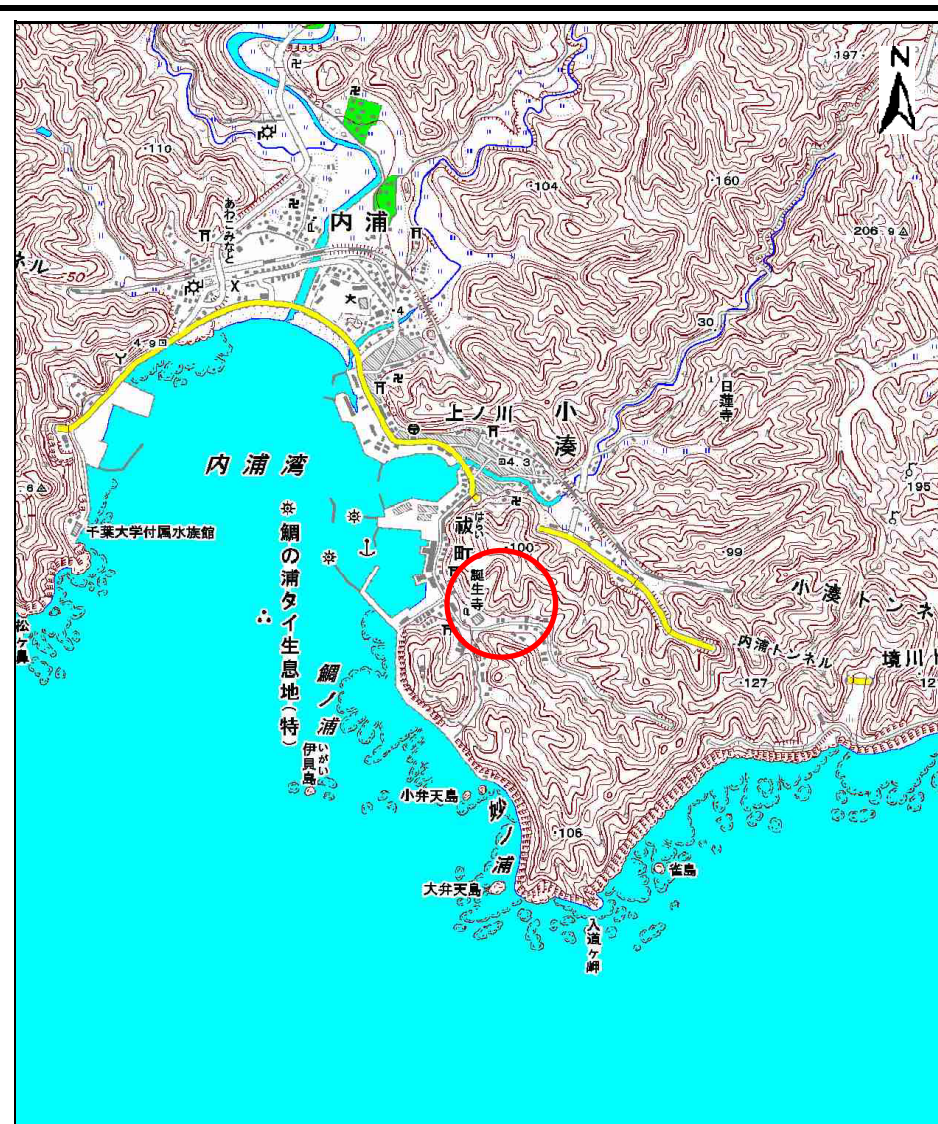 N
・197・
・110
・104
・160
206.9
あわこみなと
内浦
ネル
50
・4
4.9
30
日蓮寺
上ノ川
小湊
4.3
195
内浦湾
6
千葉大学付属水族館
鯛の浦タイ生息地(特)
はらい
祓町
・100・
誕生寺
・99
小湊トンネ
内浦トンネル
境川ト
・127
12
松ヶ鼻
鯛ノ浦
いがい
伊貝島
小弁天島
妙ノ浦
・106
大弁天島
雀島
入道ヶ岬